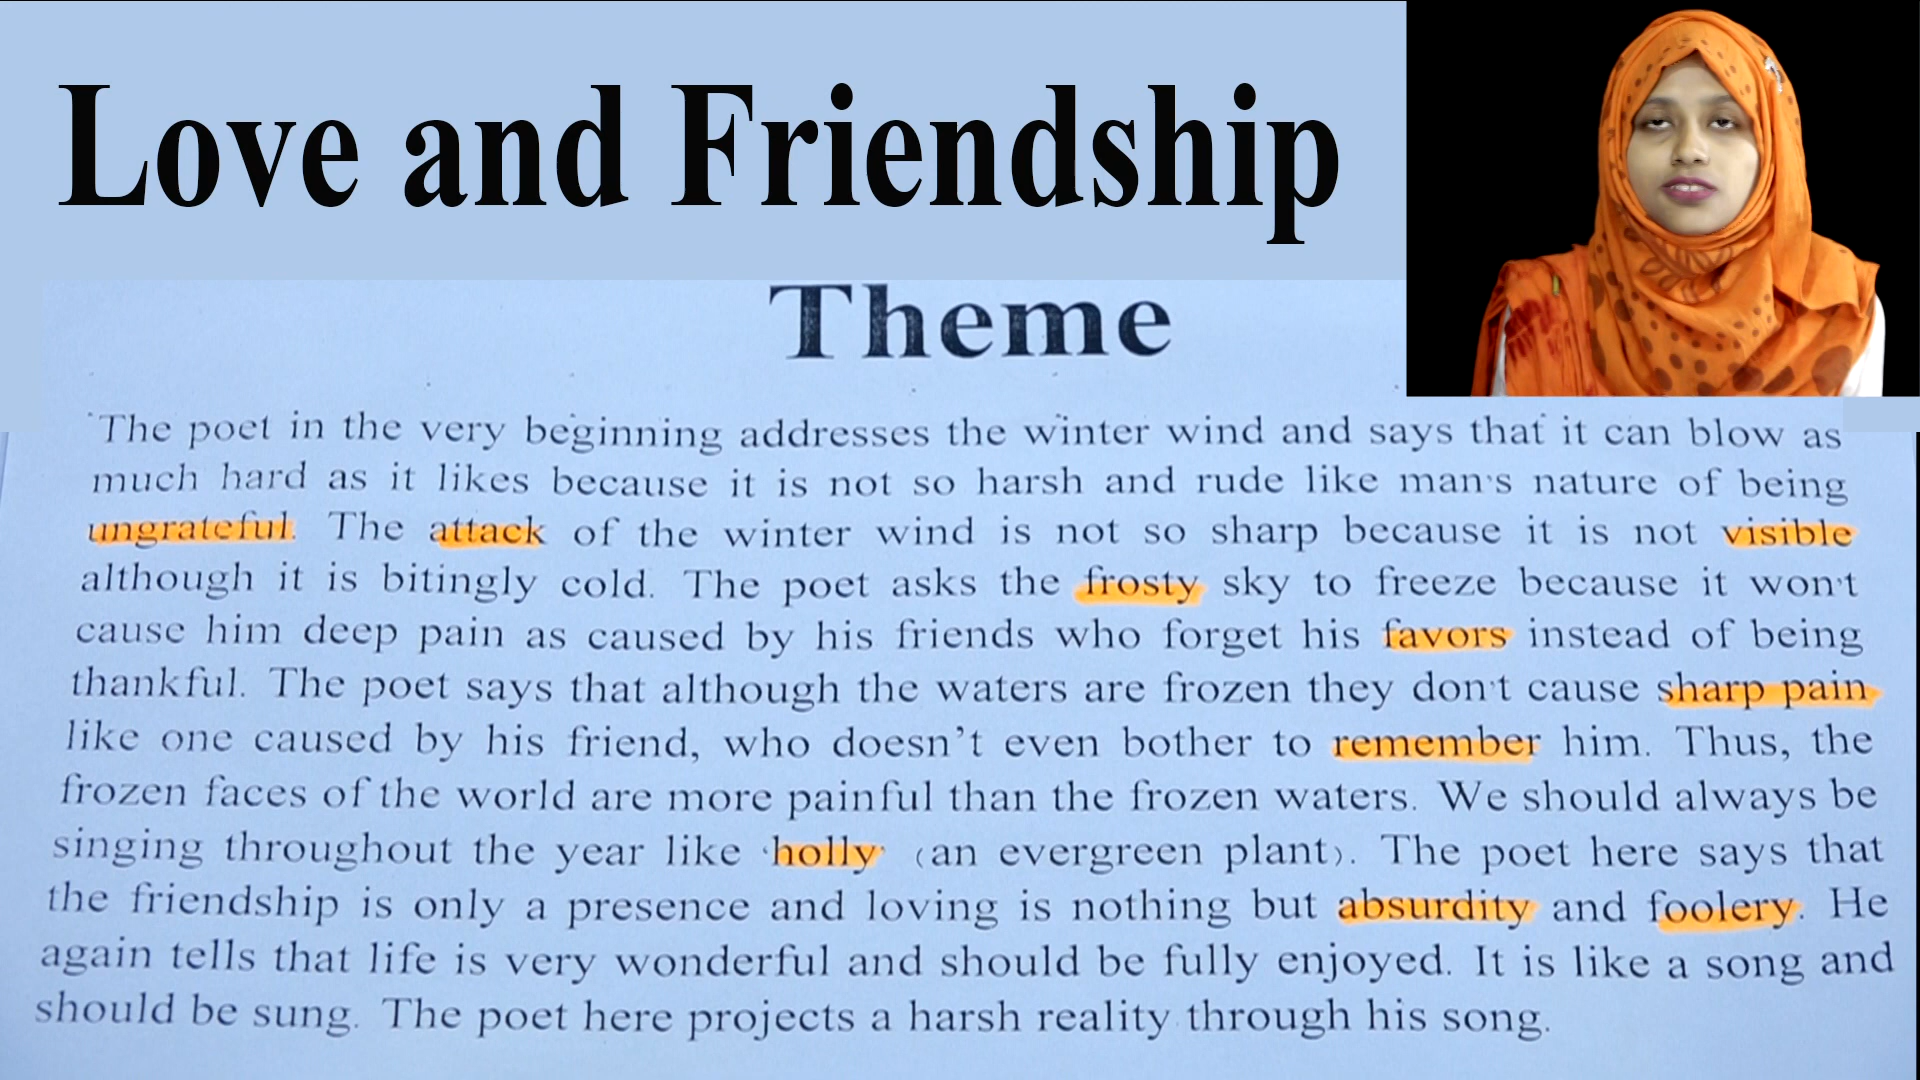 Love and Friendship
Theme
The poet in the very beginning addresses the winter wind and says that it can blow as
much hard as it likes because it is not so harsh and rude like man's nature of being
ungrateful. The attack of the winter wind is not so sharp because it is not visible
although it is bitingly cold. The poet asks the frosty sky to freeze because it won't
cause him deep pain as caused by his friends who forget his favors instead of being
thankful. The poet says that although the waters are frozen they don't cause sharp pain
like one caused by his friend, who doesn't even bother to remember him. Thus, the
frozen faces of the world are more painful than the frozen waters. We should always be
singing throughout the year like 'holly' (an evergreen plant). The poet here says that
the friendship is only a presence and loving is nothing but absurdity and foolery. He
again tells that life is very wonderful and should be fully enjoyed. It is like a song and
should be sung. The poet here projects a harsh reality through his song.